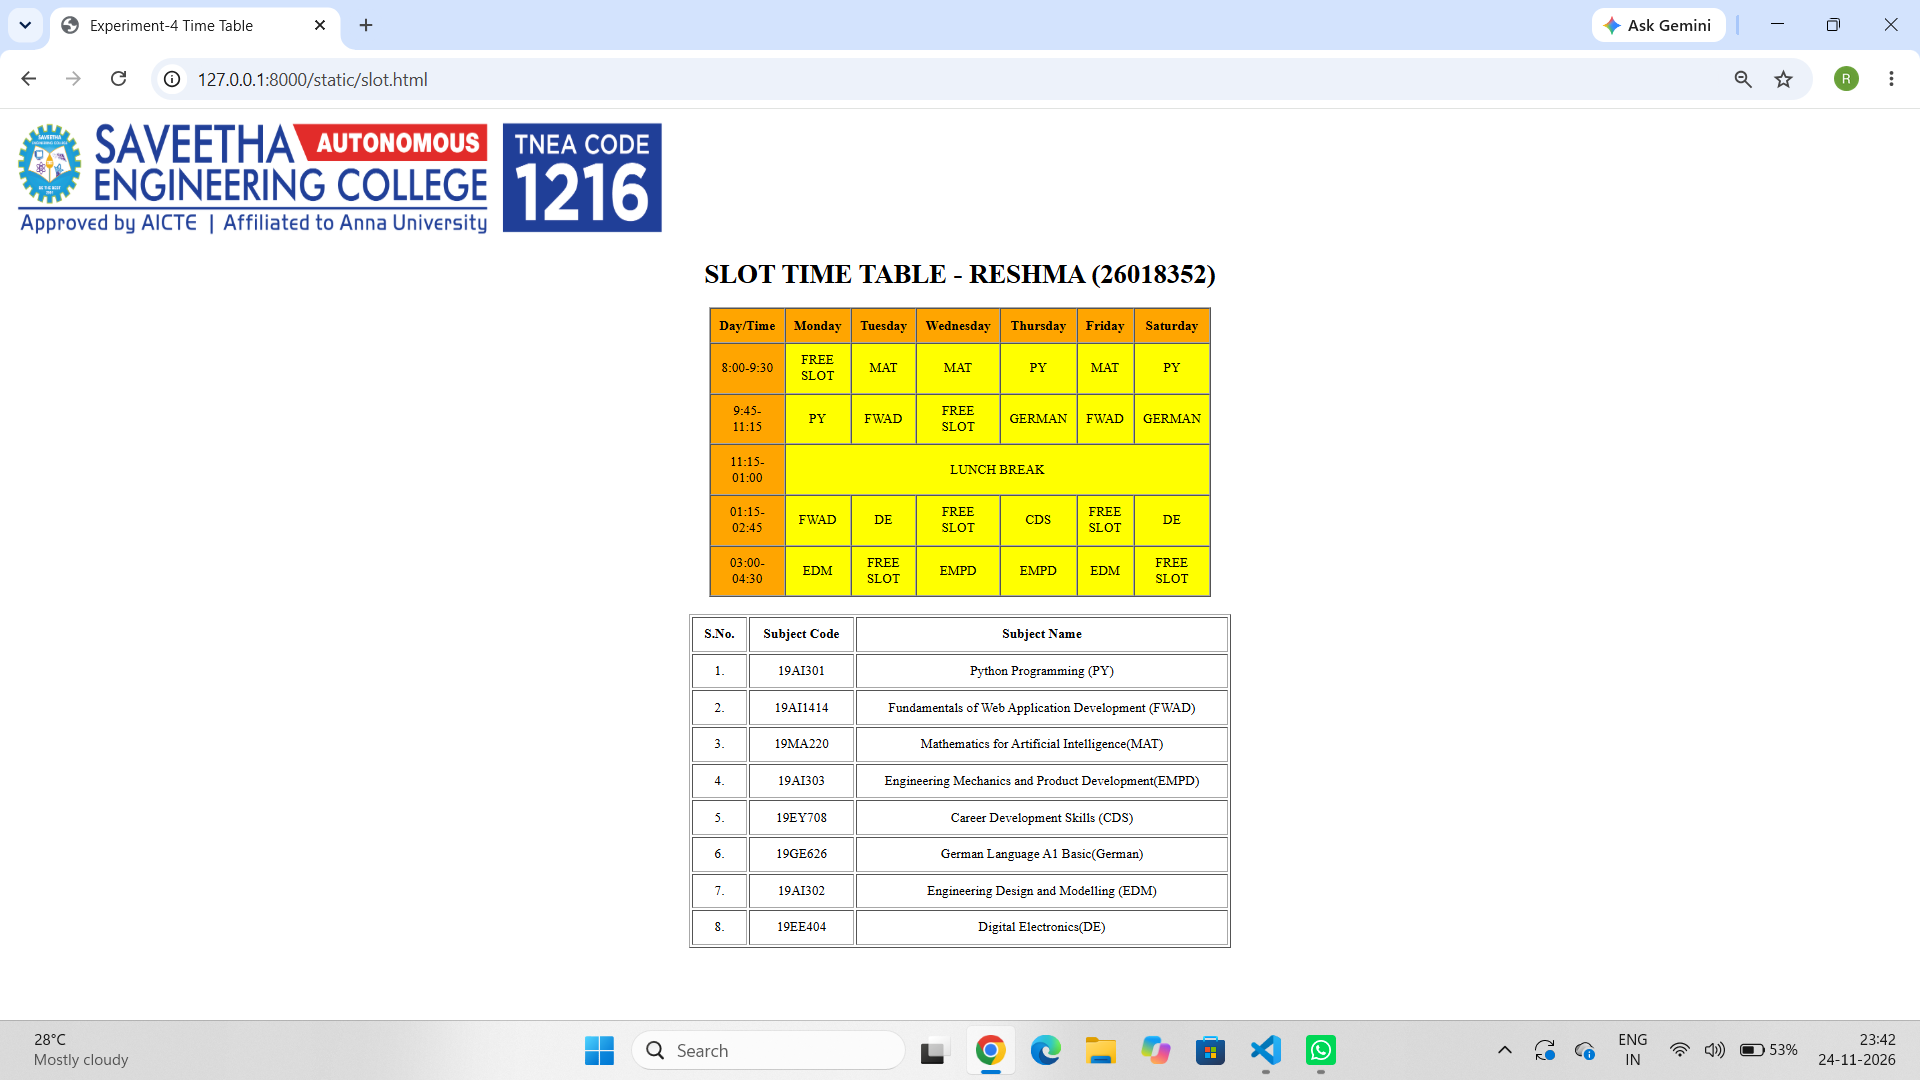 Experiment-4 Time Table
Ask Gemini
127.0.0.1:8000/static/slot.html
R
SAVEETHA AUTONOMOUS
ENGINEERING COLLEGE
Approved by AICTE | Affiliated to Anna University
TNEA CODE
1216
SLOT TIME TABLE - RESHMA (26018352)
Day/Time Monday Tuesday Wednesday Thursday Friday Saturday
8:00-9:30 FREE SLOT MAT MAT PY MAT PY
9:45-11:15 PY FWAD FREE SLOT GERMAN FWAD GERMAN
11:15-01:00 LUNCH BREAK
01:15-02:45 FWAD DE FREE SLOT CDS FREE SLOT DE
03:00-04:30 EDM FREE SLOT EMPD EMPD EDM FREE SLOT
S.No. Subject Code Subject Name
1. 19AI301 Python Programming (PY)
2. 19AI1414 Fundamentals of Web Application Development (FWAD)
3. 19MA220 Mathematics for Artificial Intelligence(MAT)
4. 19AI303 Engineering Mechanics and Product Development(EMPD)
5. 19EY708 Career Development Skills (CDS)
6. 19GE626 German Language A1 Basic(German)
7. 19AI302 Engineering Design and Modelling (EDM)
8. 19EE404 Digital Electronics(DE)
28°C
Mostly cloudy
Search
ENG
IN
53%
23:42
24-11-2026